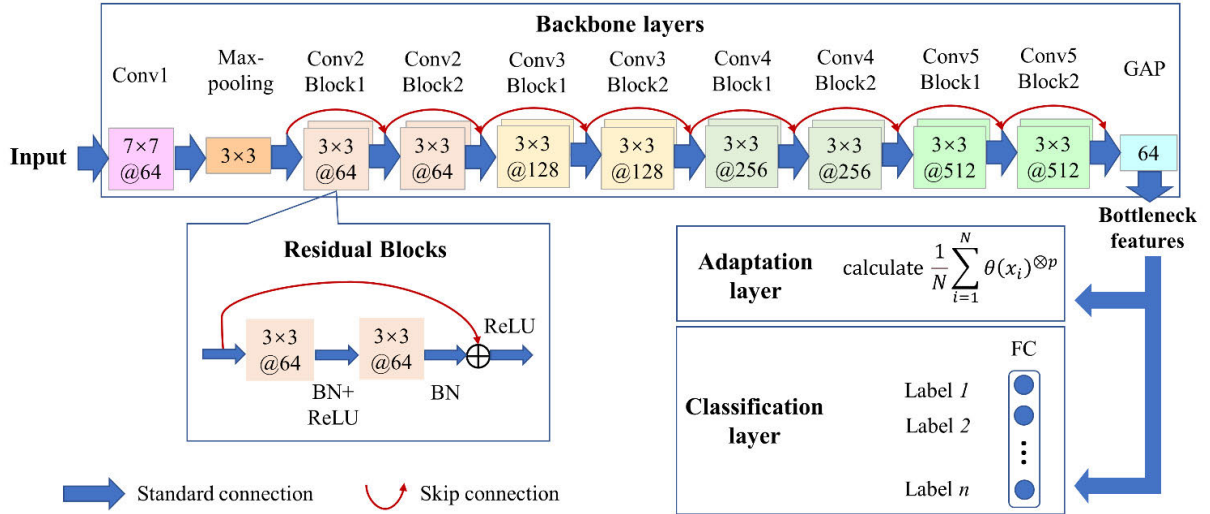 Backbone layers
Conv1
Max-
pooling
Conv2
Block1
Conv2
Block2
Conv3
Block1
Conv3
Block2
Conv4
Block1
Conv4
Block2
Conv5
Block1
Conv5
Block2
GAP
Input
7×7
@64
3×3
3×3
@64
3×3
@64
3×3
@128
3×3
@128
3×3
@256
3×3
@256
3×3
@512
3×3
@512
64
Bottleneck
features
Residual Blocks
3×3
@64
3×3
@64
ReLU
BN+
ReLU
BN
Adaptation
layer
calculate \frac{1}{N}\sum_{i=1}^{N} θ(x_i)^{⊗p}
Classification
layer
FC
Label 1
Label 2
Label n
Standard connection
Skip connection